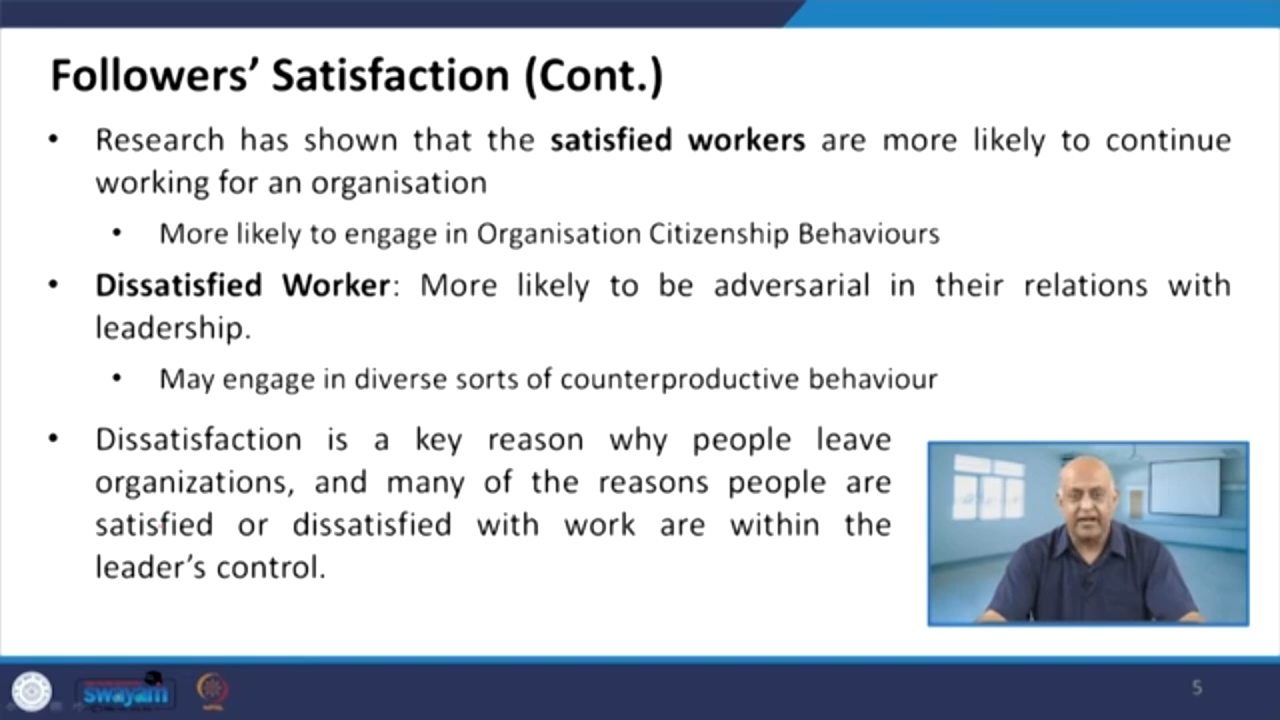 Followers’ Satisfaction (Cont.)
• Research has shown that the satisfied workers are more likely to continue
working for an organisation
• More likely to engage in Organisation Citizenship Behaviours
• Dissatisfied Worker: More likely to be adversarial in their relations with
leadership.
• May engage in diverse sorts of counterproductive behaviour
• Dissatisfaction is a key reason why people leave
organizations, and many of the reasons people are
satisfied or dissatisfied with work are within the
leader’s control.
swayam
5